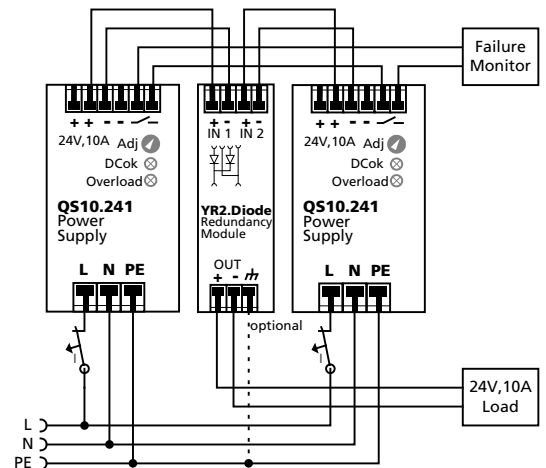 Failure
Monitor
+ + - -
24V,10A Adj
DCok
Overload
QS10.241
Power
Supply
L N PE
+ - + -
IN 1 IN 2
YR2.Diode
Redundancy
Module
OUT
+ -
optional
+ + - -
24V,10A Adj
DCok
Overload
QS10.241
Power
Supply
L N PE
I
I
24V,10A
Load
L
N
PE